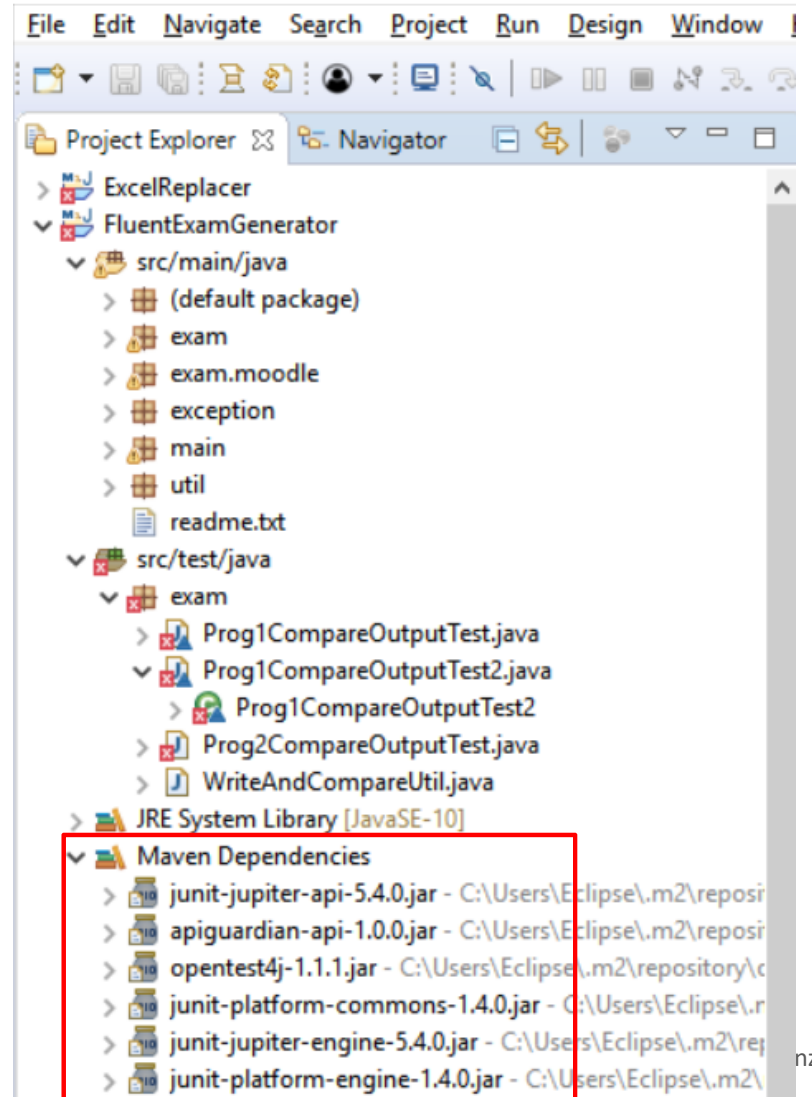 File Edit Navigate Search Project Run Design Window
Project Explorer Navigator
ExcelReplacer
FluentExamGenerator
src/main/java
(default package)
exam
exam.moodle
exception
main
util
readme.txt
src/test/java
exam
Prog1CompareOutputTest.java
Prog1CompareOutputTest2.java
Prog1CompareOutputTest2
Prog2CompareOutputTest.java
WriteAndCompareUtil.java
JRE System Library [JavaSE-10]
Maven Dependencies
junit-jupiter-api-5.4.0.jar - C:\Users\Eclipse\.m2\reposi
apiguardian-api-1.0.0.jar - C:\Users\Eclipse\.m2\reposi
opentest4j-1.1.1.jar - C:\Users\Eclipse\.m2\repository\
junit-platform-commons-1.4.0.jar - C:\Users\Eclipse\.
junit-jupiter-engine-5.4.0.jar - C:\Users\Eclipse\.m2\rep
junit-platform-engine-1.4.0.jar - C:\Users\Eclipse\.m2\